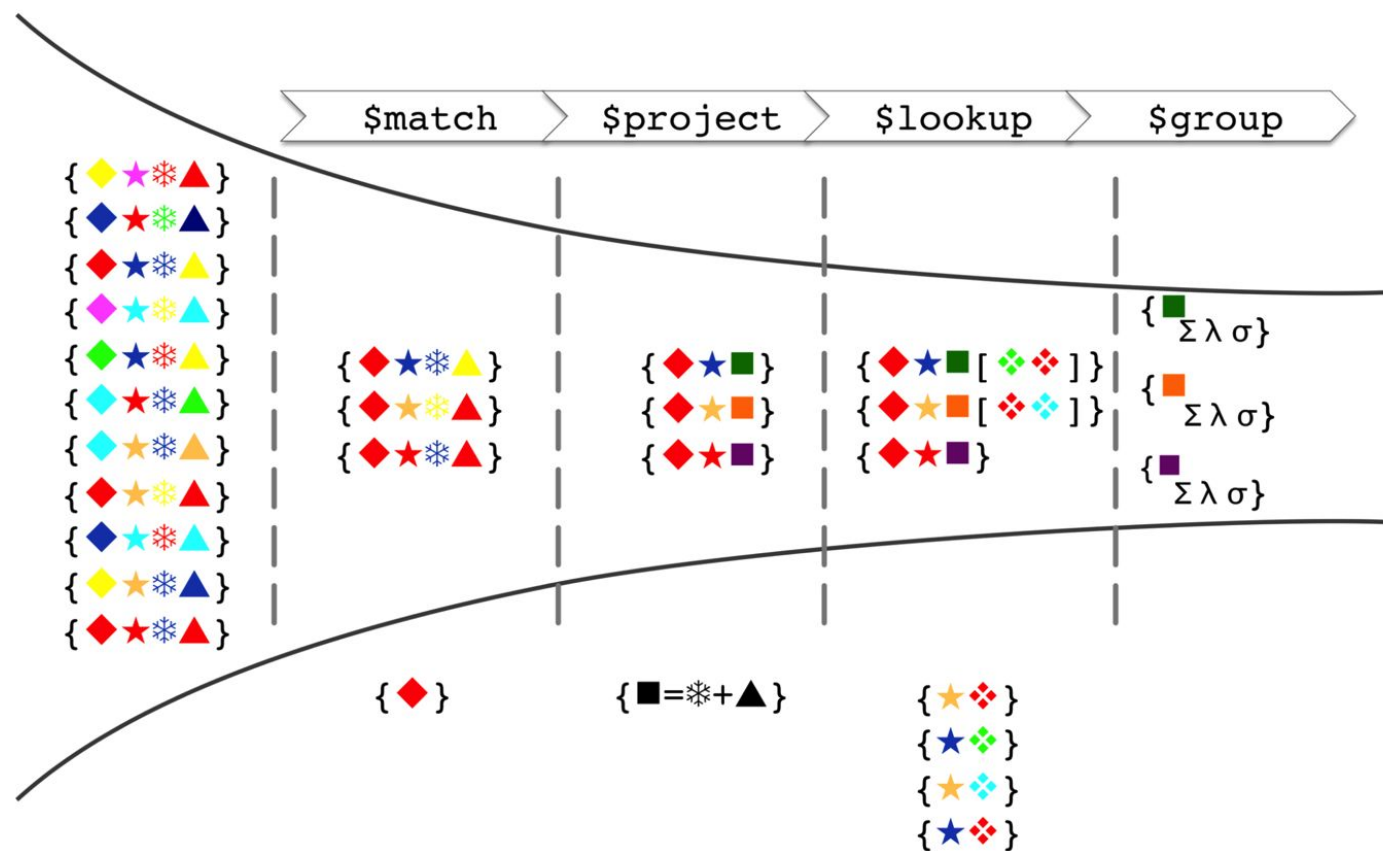 $match $project $lookup $group
{ ◆ ★ ❄ ▲ }
{ ◆ ★ ❄ ▲ }
{ ◆ ★ ❄ ▲ }
{ ◆ ★ ❄ ▲ }
{ ◆ ★ ❄ ▲ }
{ ◆ ★ ❄ ▲ }
{ ◆ ★ ❄ ▲ }
{ ◆ ★ ❄ ▲ }
{ ◆ ★ ❄ ▲ }
{ ◆ ★ ❄ ▲ }
{ ◆ ★ ❄ ▲ }
{ ◆ ★ ❄ ▲ }
{ ◆ ★ ❄ ▲ }
{ ◆ ★ ❄ ▲ }
{ ◆ }
{ ◆ ★ ■ }
{ ◆ ★ ■ }
{ ◆ ★ ■ }
{ ■=❄+▲ }
{ ◆ ★ ■ [ ❖ ❖ ] }
{ ◆ ★ ■ [ ❖ ❖ ] }
{ ◆ ★ ■ }
{ ★ ❖ }
{ ★ ❖ }
{ ★ ❖ }
{ ★ ❖ }
{ ■ Σ λ σ}
{ ■ Σ λ σ}
{ ■ Σ λ σ}